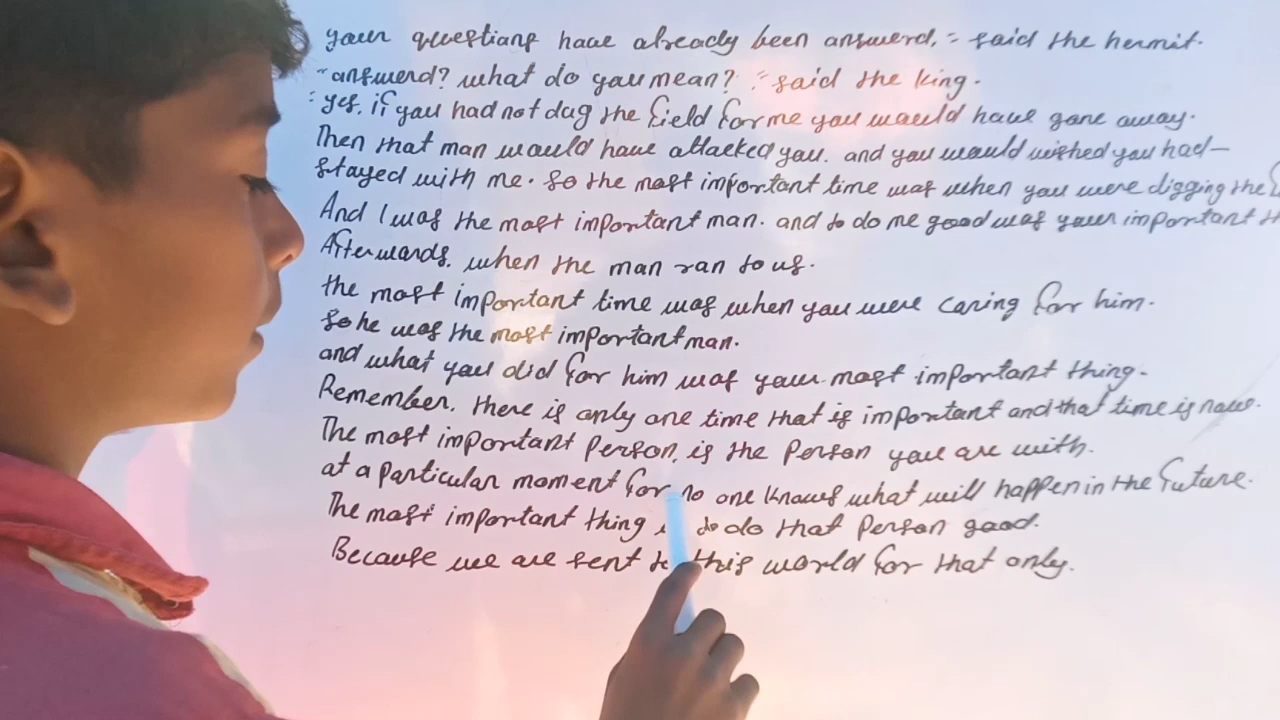 your questions have already been answerd." said the hermit.
"answerd? what do you mean?" said the king.
"yes. if you had not dug the field for me you would have gone away.
Then that man would have attacked you. and you would wished you had-
stayed with me. so the most important time was when you were digging the
And I was the most important man. and to do me good was your important
Afterwards. when the man ran to us.
the most important time was when you were caring for him.
So he was the most important man.
and what you did for him was your most important thing.
Remember. there is only one time that is important and that time is now.
The most important Person. is the Person you are with.
at a particular moment for no one knows what will happen in the future.
The most important thing to do that Person good.
Because we are sent to this world for that only.